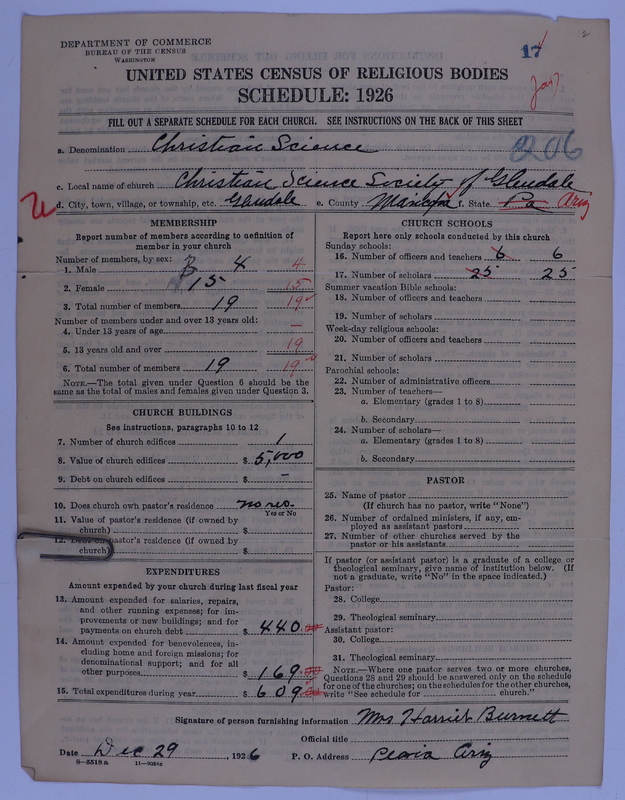 DEPARTMENT OF COMMERCE
BUREAU OF THE CENSUS
WASHINGTON
17
2
UNITED STATES CENSUS OF RELIGIOUS BODIES
SCHEDULE: 1926
FILL OUT A SEPARATE SCHEDULE FOR EACH CHURCH. SEE INSTRUCTIONS ON THE BACK OF THIS SHEET
a. Denomination Christian Science 206
c. Local name of church Christian Science Society of Glendale
d. City, town, village, or township, etc. Glendale e. County Maricopa f. State Pa Ariz
MEMBERSHIP
Report number of members according to definition of
member in your church
Number of members, by sex:
1. Male 4 4
2. Female 15 15
3. Total number of members 19 19
Number of members under and over 13 years old:
4. Under 13 years of age —
5. 13 years old and over 19
6. Total number of members 19 19
NOTE.—The total given under Question 6 should be the
same as the total of males and females given under Question 3.
CHURCH BUILDINGS
See instructions, paragraphs 10 to 12
7. Number of church edifices 1
8. Value of church edifices $ 5,000
9. Debt on church edifices $ –
10. Does church own pastor's residence no res.
Yes or No
11. Value of pastor's residence (if owned by
church) $
12. Debt on pastor's residence (if owned by
church) $
EXPENDITURES
Amount expended by your church during last fiscal year
13. Amount expended for salaries, repairs,
and other running expenses; for im-
provements or new buildings; and for
payments on church debt $ 440.00
14. Amount expended for benevolences, in-
cluding home and foreign missions; for
denominational support; and for all
other purposes $ 169.00
15. Total expenditures during year $ 609.00
CHURCH SCHOOLS
Report here only schools conducted by this church
Sunday schools:
16. Number of officers and teachers 6 6
17. Number of scholars 25 25
Summer vacation Bible schools:
18. Number of officers and teachers
19. Number of scholars
Week-day religious schools:
20. Number of officers and teachers
21. Number of scholars
Parochial schools:
22. Number of administrative officers
23. Number of teachers—
a. Elementary (grades 1 to 8)
b. Secondary
24. Number of scholars—
a. Elementary (grades 1 to 8)
b. Secondary
PASTOR
25. Name of pastor
(If church has no pastor, write "None")
26. Number of ordained ministers, if any, em-
ployed as assistant pastors
27. Number of other churches served by the
pastor or his assistants
If pastor (or assistant pastor) is a graduate of a college or
theological seminary, give name of institution below. (If
not a graduate, write "No" in the space indicated.)
Pastor:
28. College
29. Theological seminary
Assistant pastor:
30. College
31. Theological seminary
NOTE.—Where one pastor serves two or more churches,
Questions 28 and 29 should be answered only on the schedule
for one of the churches; on the schedules for the other churches,
write "See schedule for church."
Signature of person furnishing information Mrs Harriet Burnett
Official title
Date Dec 29, 1926 P. O. Address Peoria Ariz
8—5518a 11—9054c